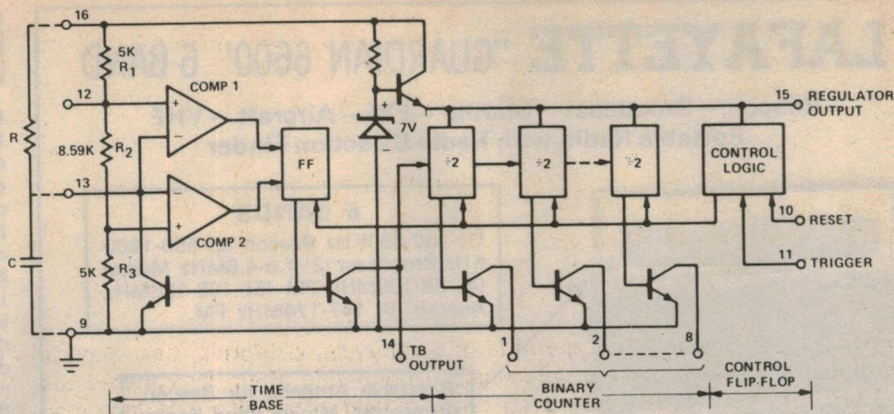 LAFAYETTE "GUARDIAN 6600" 6-BAND
16
5K
R1
12
COMP 1
+
−
15
REGULATOR
OUTPUT
7V
R
8.59K
R2
FF
÷2
÷2
÷2
CONTROL
LOGIC
13
+
−
COMP 2
10
RESET
C
5K
R3
11
TRIGGER
9
14
TB
OUTPUT
1
2
8
TIME
BASE
BINARY
COUNTER
CONTROL
FLIP-FLOP